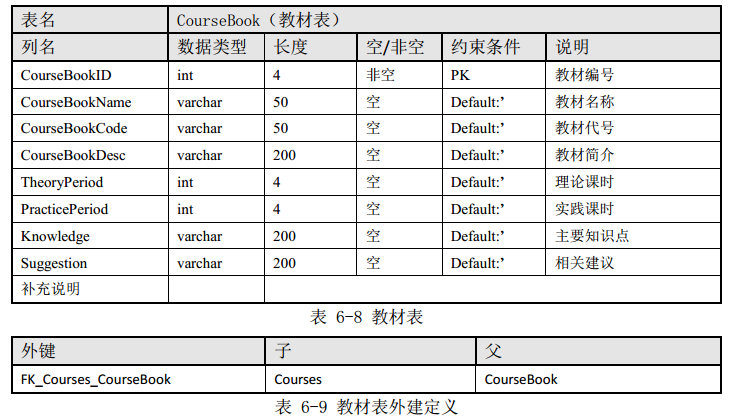 表名 CourseBook（教材表）
列名 数据类型 长度 空/非空 约束条件 说明
CourseBookID int 4 非空 PK 教材编号
CourseBookName varchar 50 空 Default:’ 教材名称
CourseBookCode varchar 50 空 Default:’ 教材代号
CourseBookDesc varchar 200 空 Default:’ 教材简介
TheoryPeriod int 4 空 Default:’ 理论课时
PracticePeriod int 4 空 Default:’ 实践课时
Knowledge varchar 200 空 Default:’ 主要知识点
Suggestion varchar 200 空 Default:’ 相关建议
补充说明
表 6-8 教材表
外键 子 父
FK_Courses_CourseBook Courses CourseBook
表 6-9 教材表外建定义